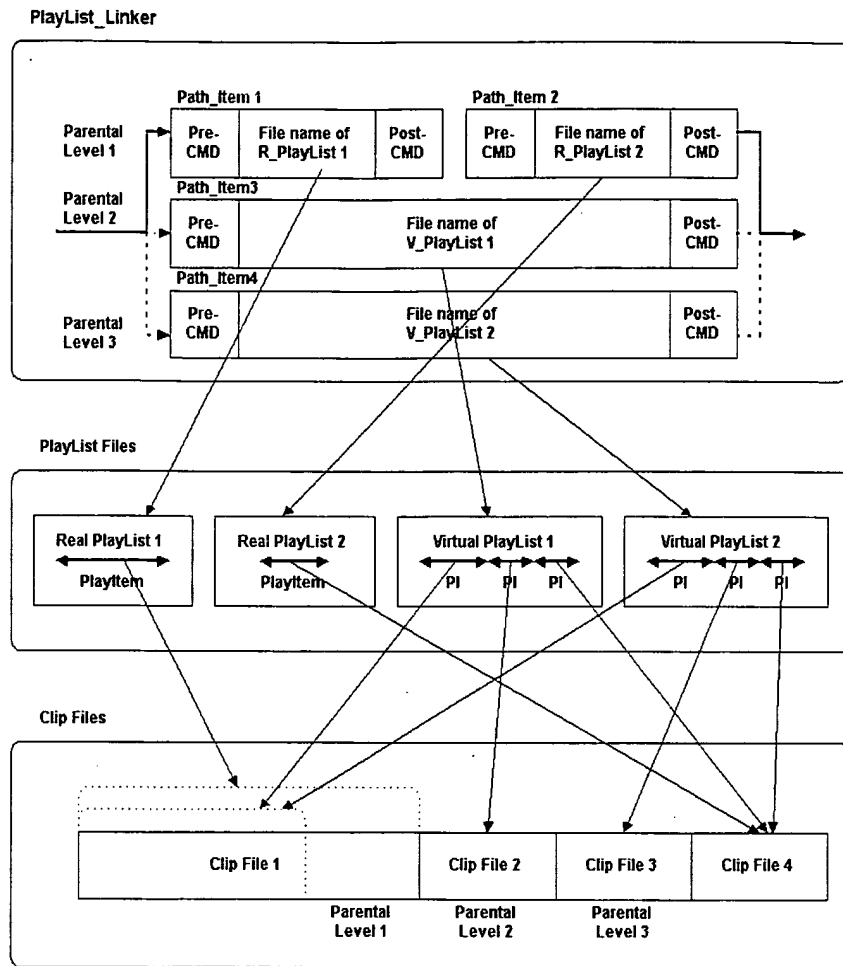 PlayList_Linker
Path_Item 1
Path_Item 2
Parental
Level 1
Pre-
CMD
File name of
R_PlayList 1
Post-
CMD
Pre-
CMD
File name of
R_PlayList 2
Post-
CMD
Parental
Level 2
Path_Item3
Pre-
CMD
File name of
V_PlayList 1
Post-
CMD
Path_Item4
Parental
Level 3
Pre-
CMD
File name of
V_PlayList 2
Post-
CMD
PlayList Files
Real PlayList 1
PlayItem
Real PlayList 2
PlayItem
Virtual PlayList 1
PI PI PI
Virtual PlayList 2
PI PI PI
Clip Files
Clip File 1
Clip File 2
Clip File 3
Clip File 4
Parental
Level 1
Parental
Level 2
Parental
Level 3